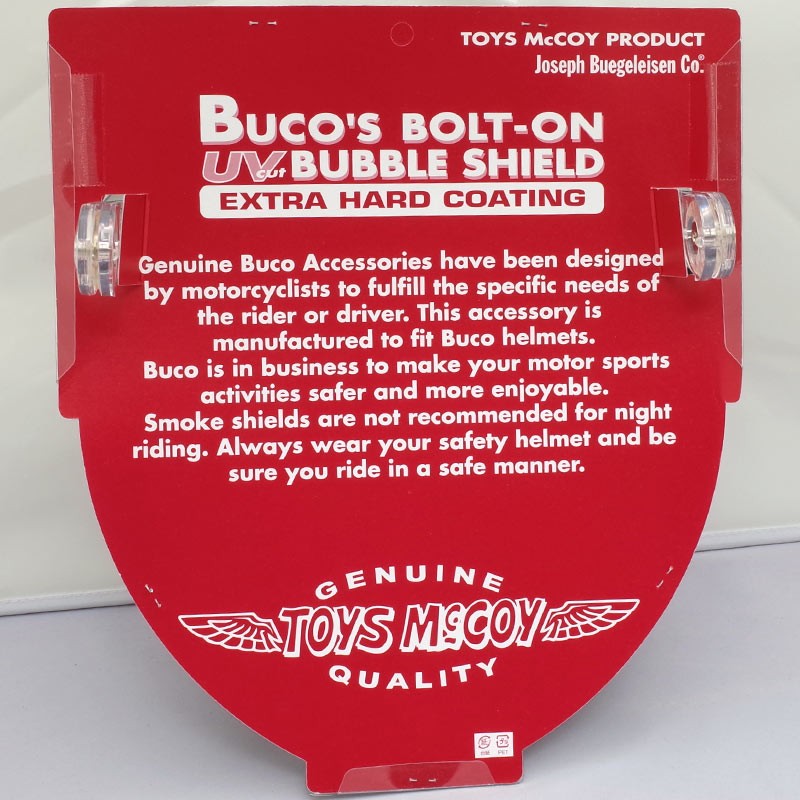 TOYS McCOY PRODUCT
Joseph Buegeleisen Co.®
BUCO'S BOLT-ON
UV cut BUBBLE SHIELD
EXTRA HARD COATING
Genuine Buco Accessories have been designed
by motorcyclists to fulfill the specific needs of
the rider or driver. This accessory is
manufactured to fit Buco helmets.
Buco is in business to make your motor sports
activities safer and more enjoyable.
Smoke shields are not recommended for night
riding. Always wear your safety helmet and be
sure you ride in a safe manner.
GENUINE
TOYS McCOY
QUALITY
PET